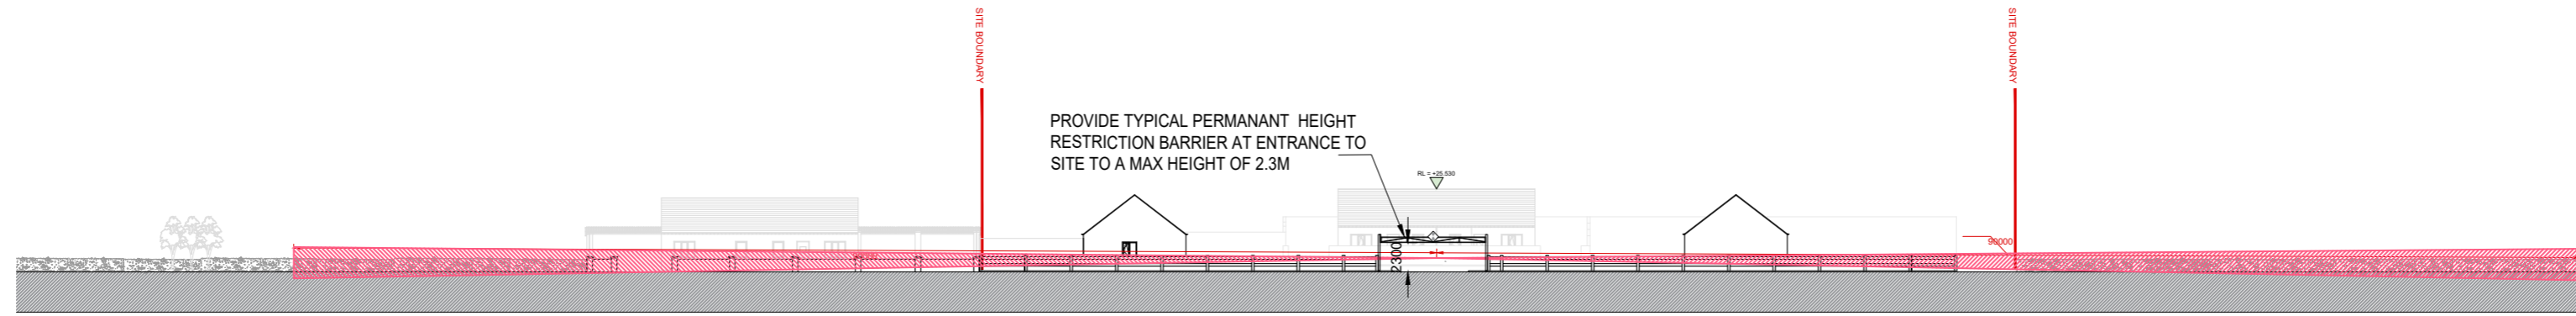 SITE BOUNDARY
SITE BOUNDARY
PROVIDE TYPICAL PERMANANT HEIGHT
RESTRICTION BARRIER AT ENTRANCE TO
SITE TO A MAX HEIGHT OF 2.3M
RL = +25.530
90000
2300